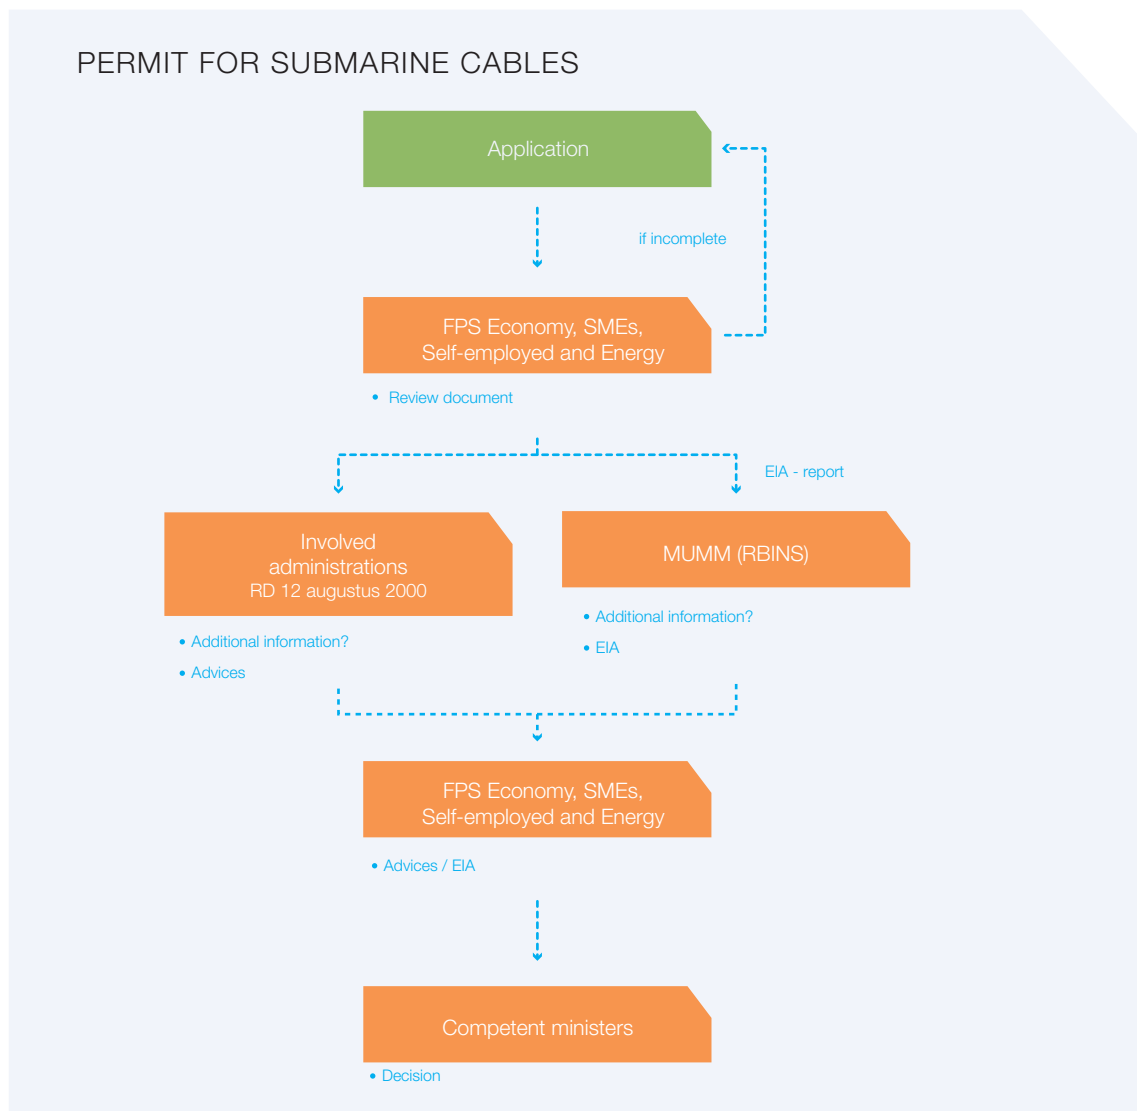 PERMIT FOR SUBMARINE CABLES
Application
if incomplete
FPS Economy, SMEs,
Self-employed and Energy
• Review document
EIA - report
Involved
administrations
RD 12 augustus 2000
MUMM (RBINS)
• Additional information?
• EIA
• Additional information?
• Advices
FPS Economy, SMEs,
Self-employed and Energy
• Advices / EIA
Competent ministers
• Decision